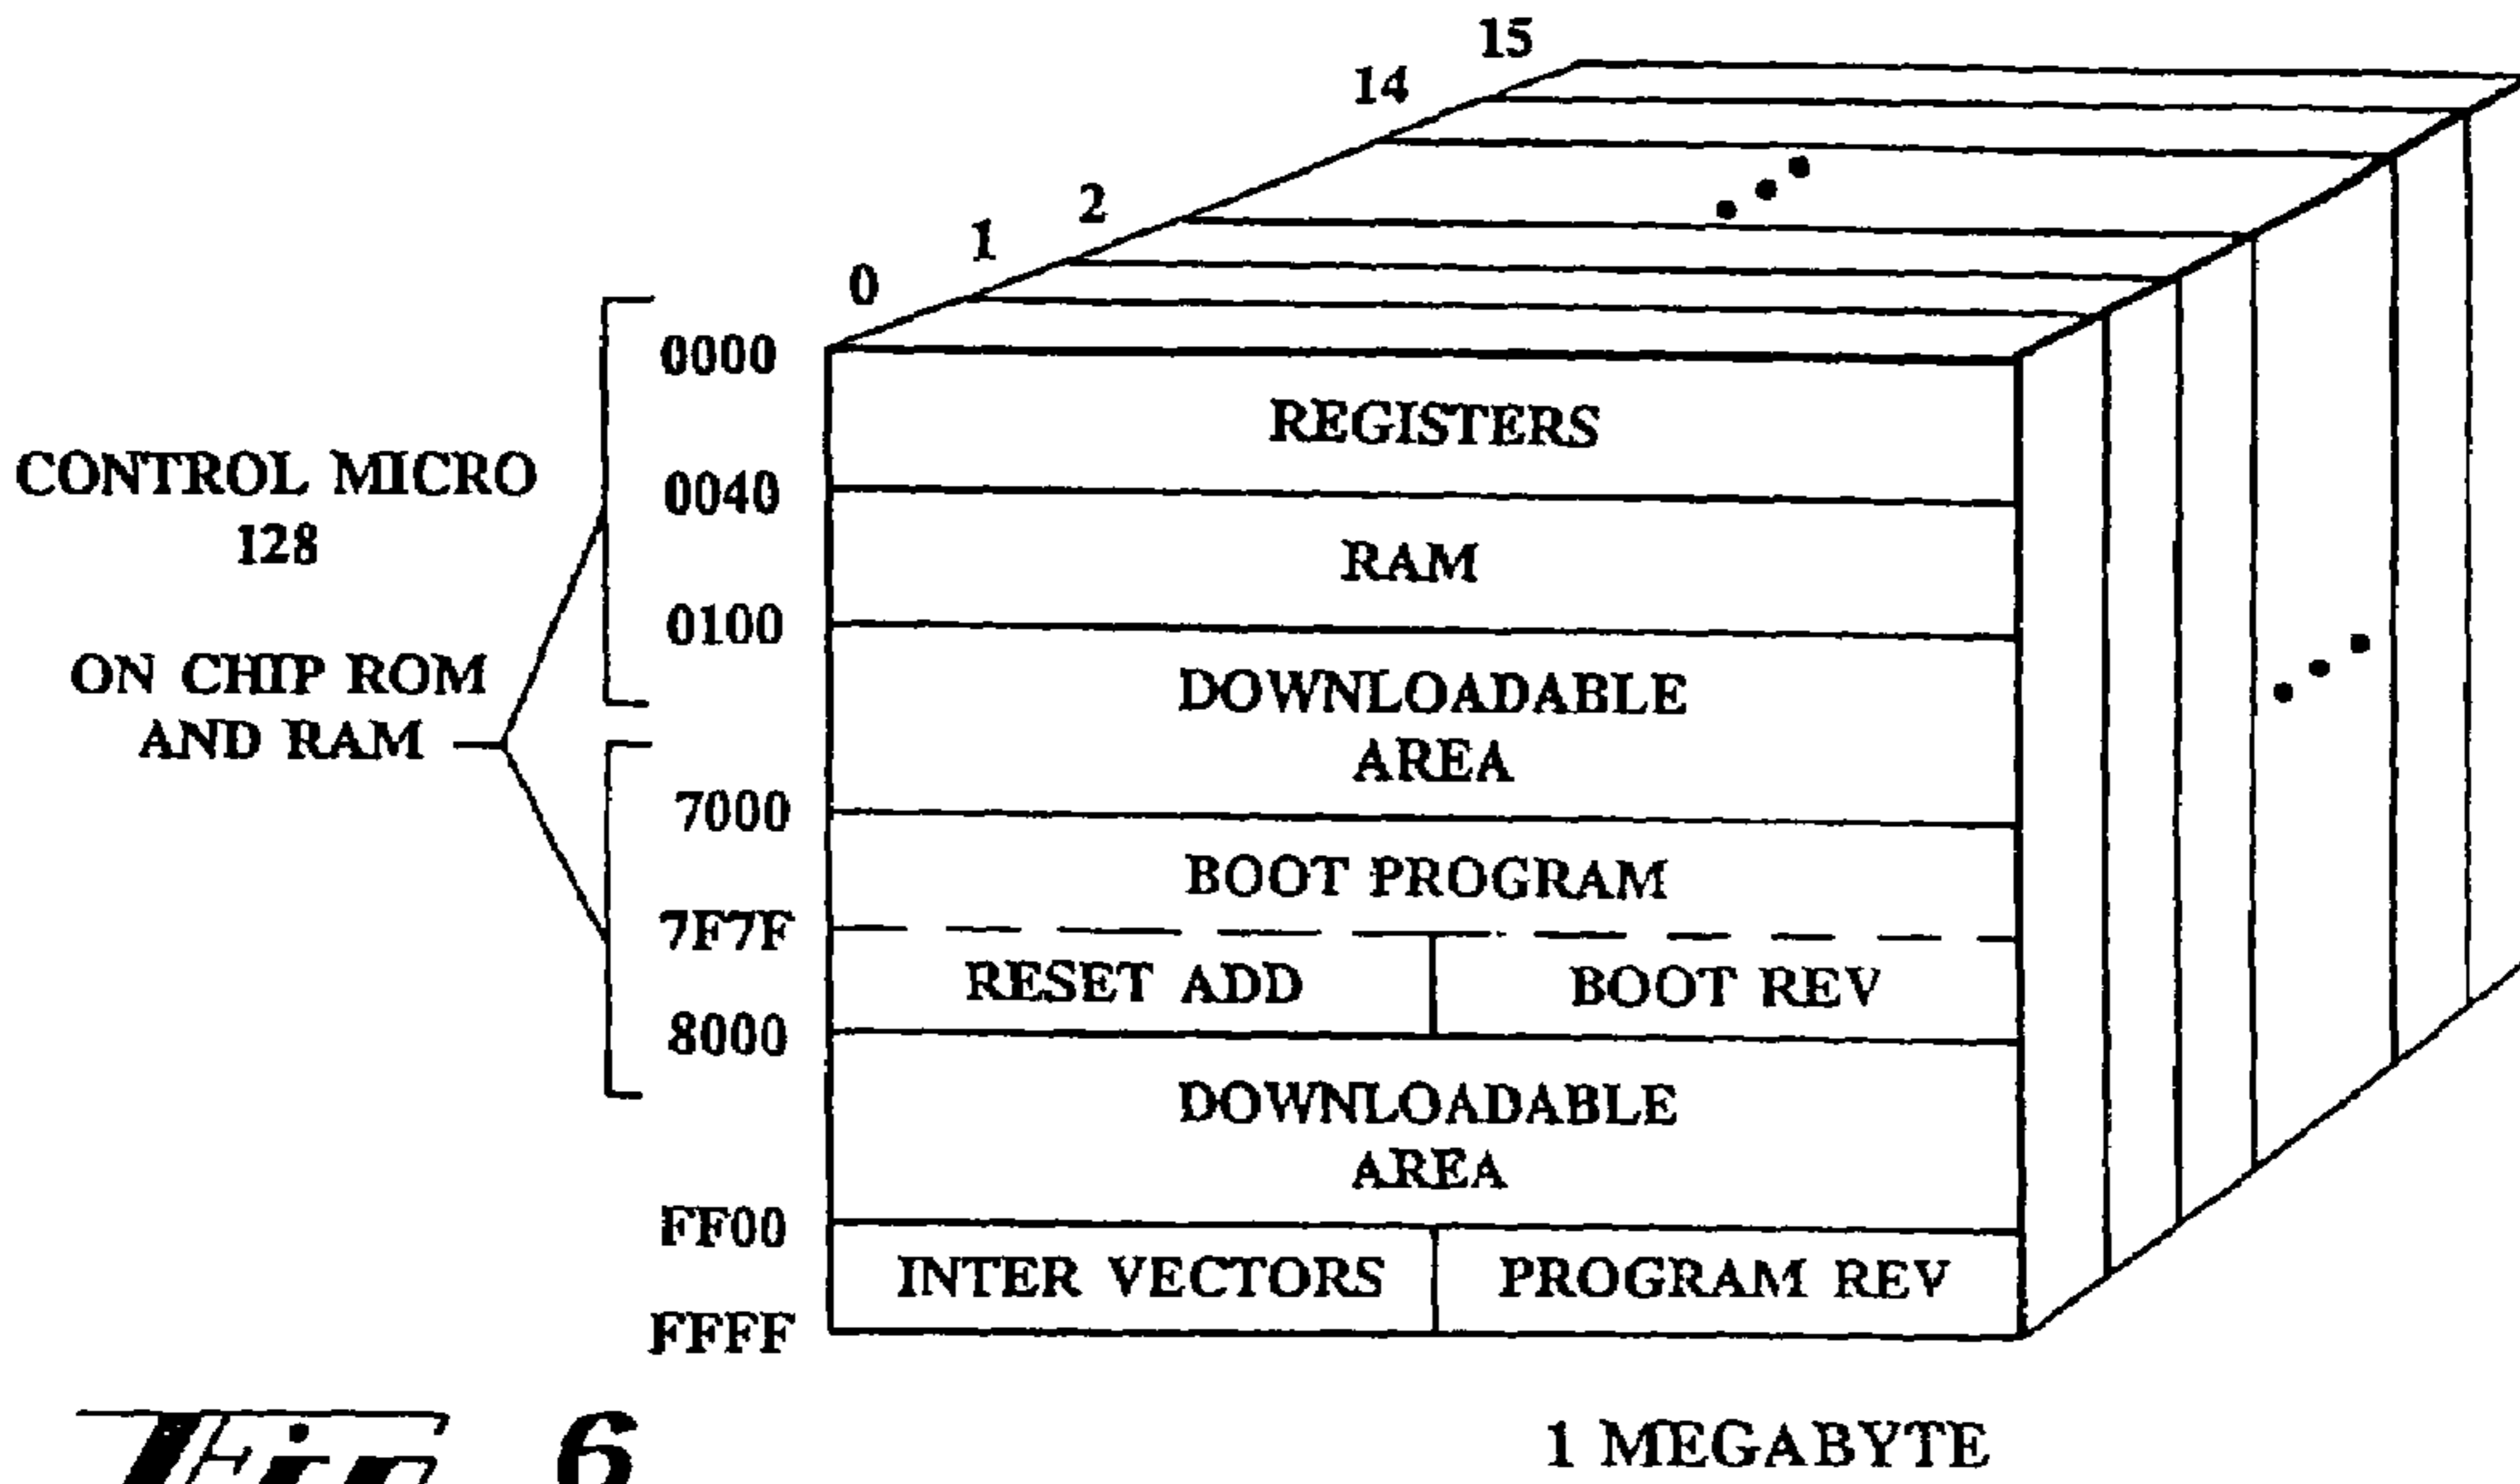 15
14
2
1
0
0000
REGISTERS
CONTROL MICRO
128
0040
RAM
0100
ON CHIP ROM
AND RAM
DOWNLOADABLE
AREA
7000
BOOT PROGRAM
7F7F
RESET ADD
BOOT REV
8000
DOWNLOADABLE
AREA
FF00
INTER VECTORS
PROGRAM REV
FFFF
1 MEGABYTE
Fig. 6